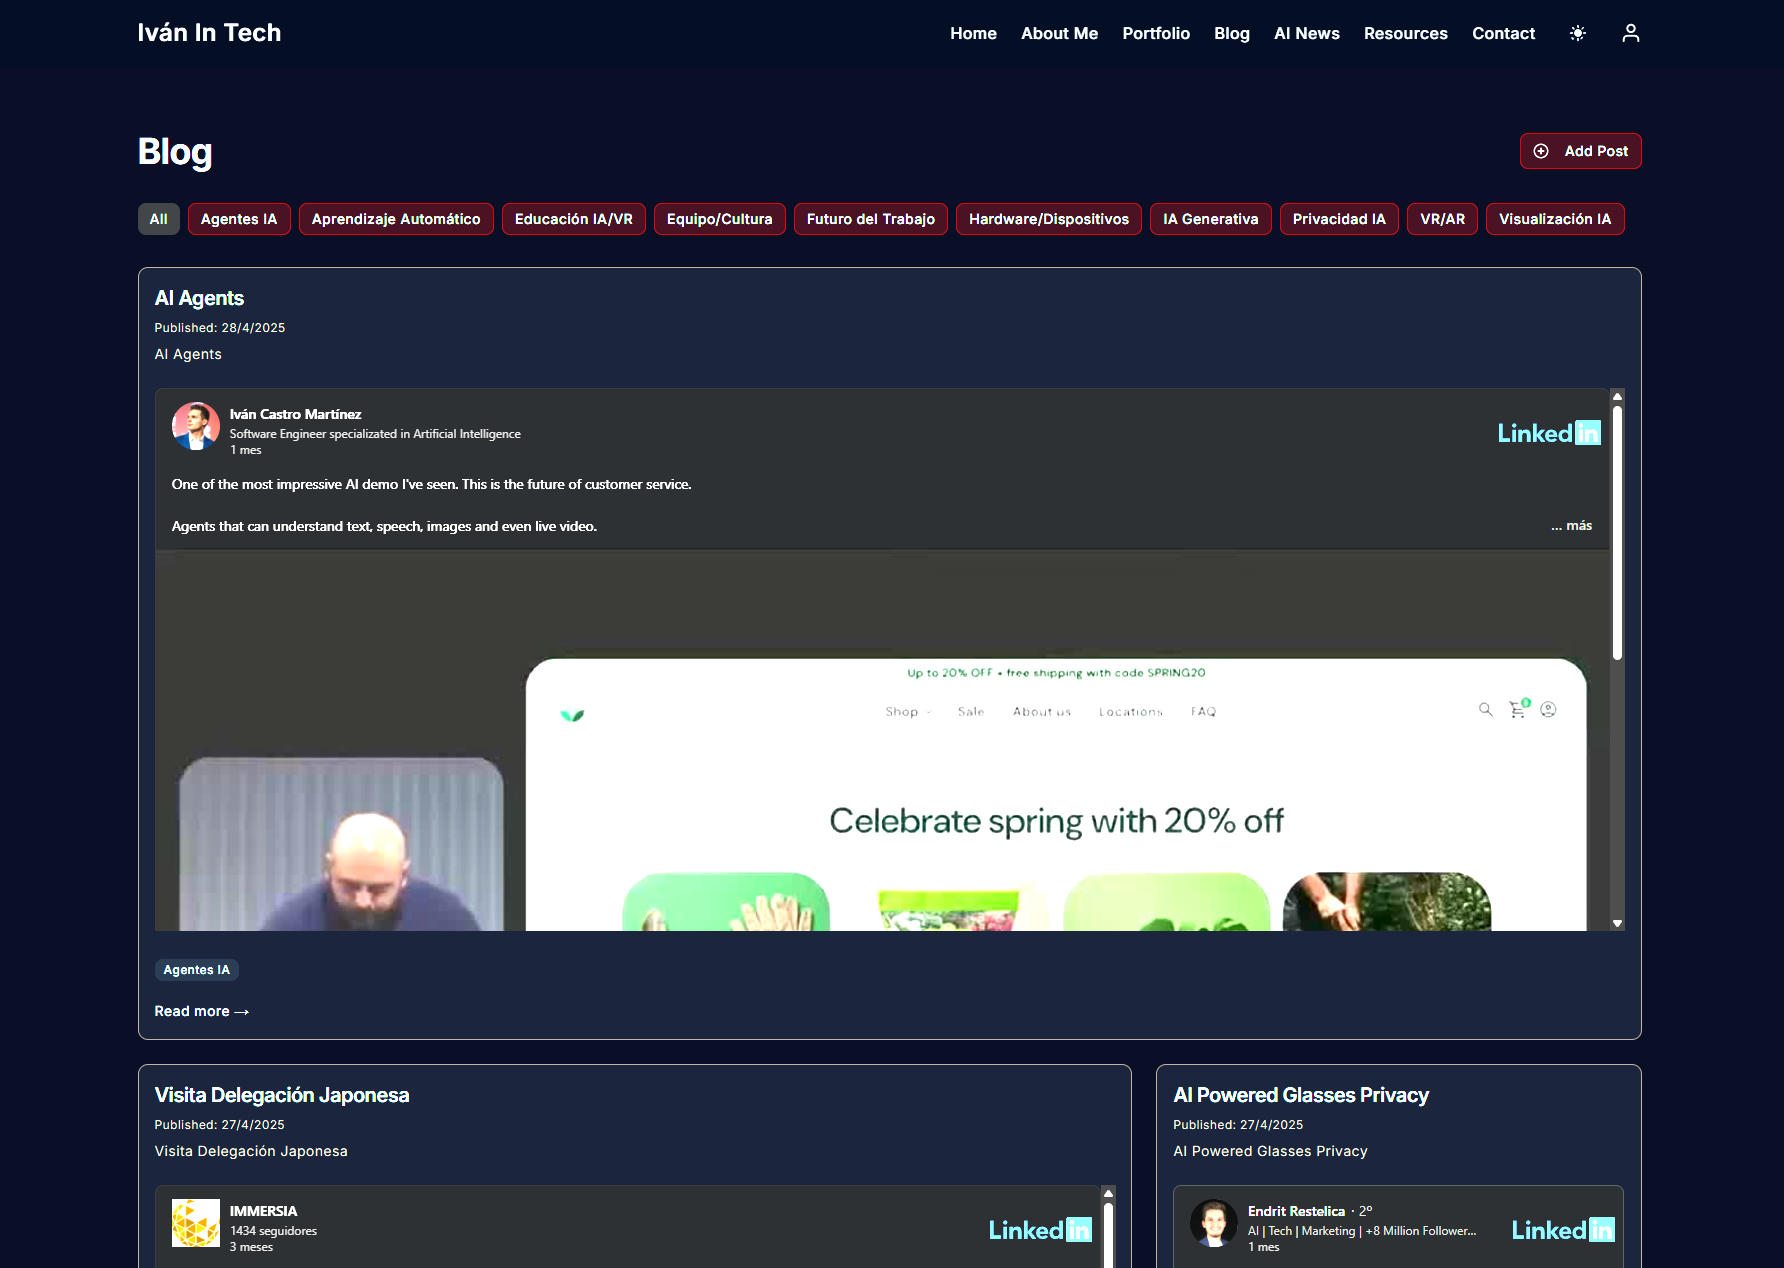 Iván In Tech
Home About Me Portfolio Blog AI News Resources Contact
Blog
Add Post
All Agentes IA Aprendizaje Automático Educación IA/VR Equipo/Cultura Futuro del Trabajo Hardware/Dispositivos IA Generativa Privacidad IA VR/AR Visualización IA
AI Agents
Published: 28/4/2025
AI Agents
Iván Castro Martínez
Software Engineer specializated in Artificial Intelligence
1 mes
Linked in
One of the most impressive AI demo I've seen. This is the future of customer service.
Agents that can understand text, speech, images and even live video.
... más
Up to 20% OFF • free shipping with code SPRING20
Shop Sale About us Locations FAQ
Celebrate spring with 20% off
Agentes IA
Read more →
Visita Delegación Japonesa
Published: 27/4/2025
Visita Delegación Japonesa
IMMERSIA
1434 seguidores
3 meses
Linked in
AI Powered Glasses Privacy
Published: 27/4/2025
AI Powered Glasses Privacy
Endrit Restelica · 2º
AI | Tech | Marketing | +8 Million Follower...
1 mes
Linked in